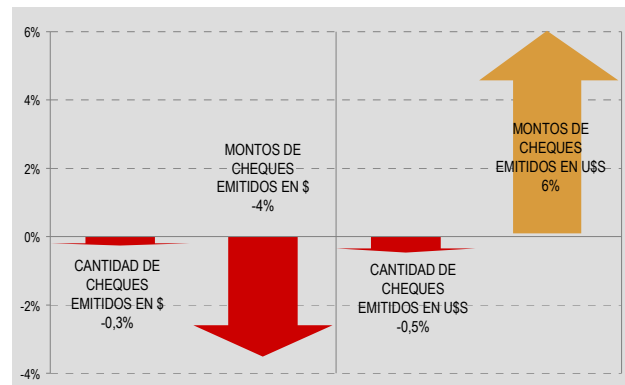 6%
4%
2%
0%
-2%
-4%
CANTIDAD DE
CHEQUES
EMITIDOS EN $
-0,3%
MONTOS DE
CHEQUES
EMITIDOS EN $
-4%
CANTIDAD DE
CHEQUES
EMITIDOS EN U$S
-0,5%
MONTOS DE
CHEQUES
EMITIDOS EN U$S
6%